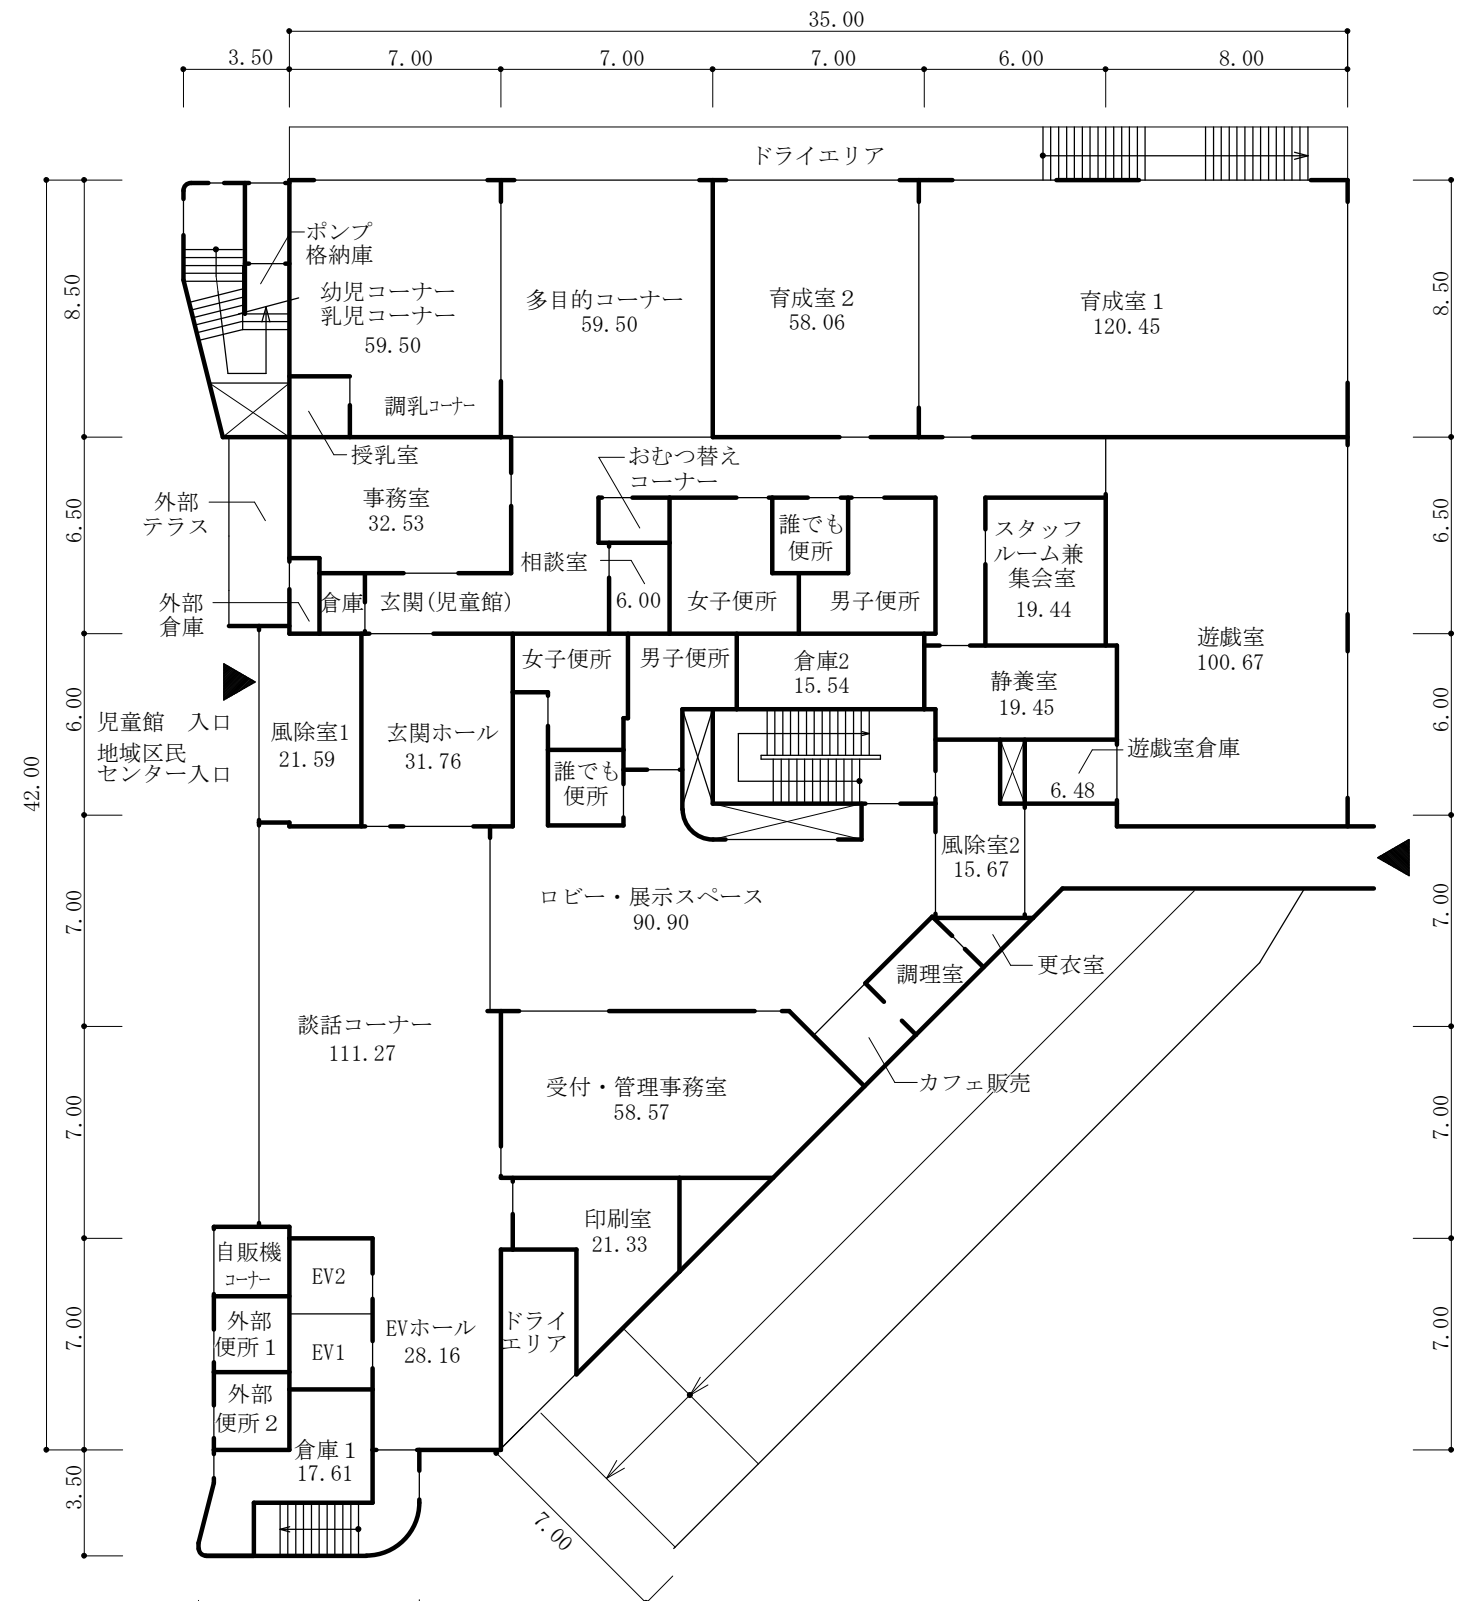 35.00
3.50
7.00
7.00
7.00
6.00
8.00
ドライエリア
ポンプ
格納庫
幼児コーナー
乳児コーナー
59.50
多目的コーナー
59.50
育成室２
58.06
育成室１
120.45
8.50
8.50
調乳コーナー
授乳室
おむつ替え
コーナー
外部
テラス
事務室
32.53
誰でも
便所
スタッフ
ルーム兼
集会室
19.44
6.50
6.50
相談室
6.00
女子便所
男子便所
外部
倉庫
倉庫
玄関(児童館)
遊戯室
100.67
女子便所
男子便所
倉庫2
15.54
静養室
19.45
6.00
6.00
児童館　入口
地域区民
センター入口
風除室1
21.59
玄関ホール
31.76
誰でも
便所
遊戯室倉庫
6.48
42.00
風除室2
15.67
ロビー・展示スペース
90.90
7.00
7.00
調理室
更衣室
談話コーナー
111.27
受付・管理事務室
58.57
カフェ販売
7.00
7.00
印刷室
21.33
自販機
コーナー
EV2
外部
便所１
EV1
EVホール
28.16
ドライ
エリア
7.00
7.00
外部
便所２
倉庫１
17.61
3.50
7.00